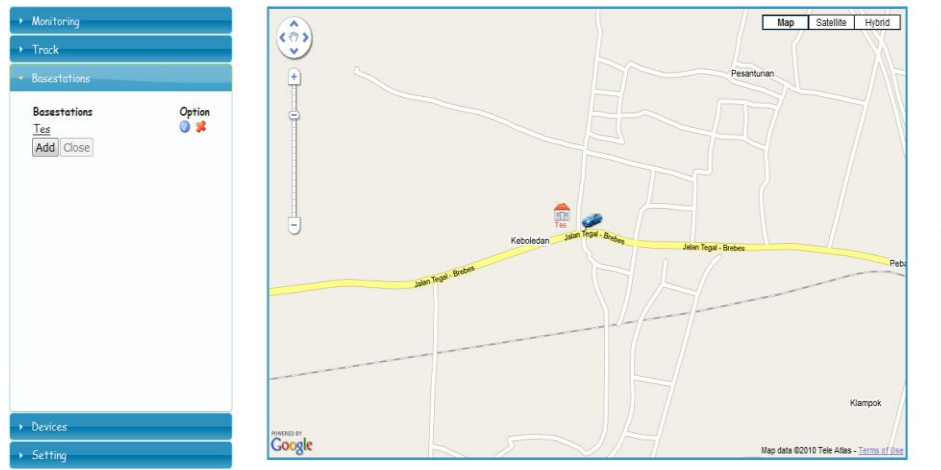 Monitoring
Track
Basestations
Basestations Option
Tes
Add Close
Devices
Setting
Map Satellite Hybrid
Pesantunan
Tes
Keboledan
Jalan Tegal - Brebes
Jalan Tegal - Brebes
Jalan Tegal - Brebes
Peba
Klampok
POWERED BY
Google
Map data ©2010 Tele Atlas - Terms of Use